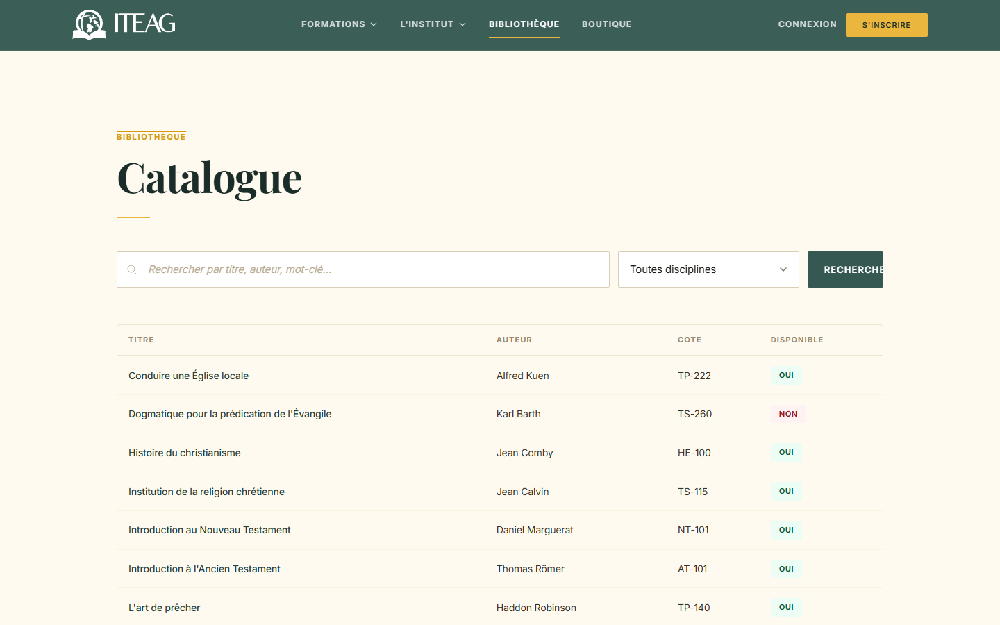 ITEAG
FORMATIONS
L'INSTITUT
BIBLIOTHÈQUE
BOUTIQUE
CONNEXION
S'INSCRIRE
BIBLIOTHÈQUE
Catalogue
Rechercher par titre, auteur, mot-clé...
Toutes disciplines
RECHERCHE
TITRE AUTEUR COTE DISPONIBLE
Conduire une Église locale Alfred Kuen TP-222 OUI
Dogmatique pour la prédication de l'Évangile Karl Barth TS-260 NON
Histoire du christianisme Jean Comby HE-100 OUI
Institution de la religion chrétienne Jean Calvin TS-115 OUI
Introduction au Nouveau Testament Daniel Marguerat NT-101 OUI
Introduction à l'Ancien Testament Thomas Römer AT-101 OUI
L'art de prêcher Haddon Robinson TP-140 OUI